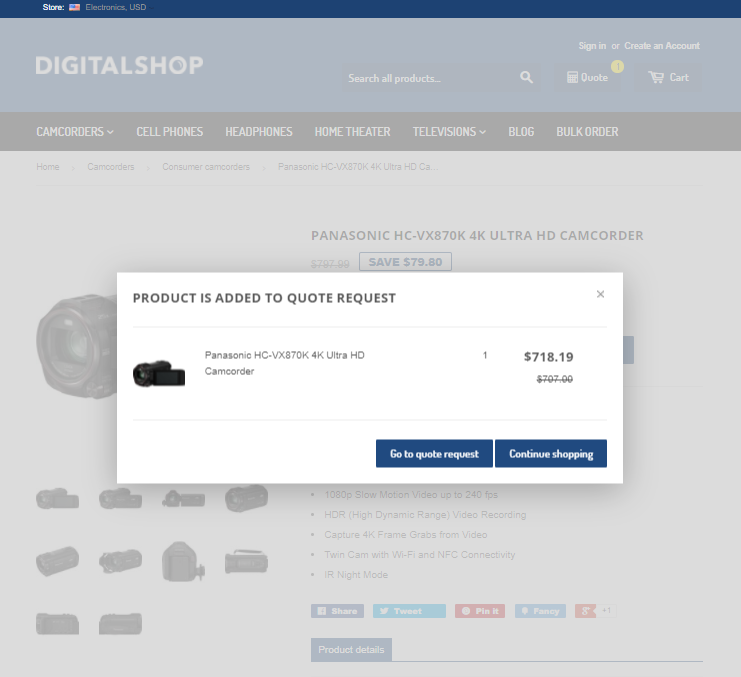 Store: Electronics, USD
Sign in or Create an Account
DIGITALSHOP
Search all products...
Quote
1
Cart
CAMCORDERS CELL PHONES HEADPHONES HOME THEATER TELEVISIONS BLOG BULK ORDER
Home › Camcorders › Consumer camcorders › Panasonic HC-VX870K 4K Ultra HD Ca...
PANASONIC HC-VX870K 4K ULTRA HD CAMCORDER
$797.99 SAVE $79.80
PRODUCT IS ADDED TO QUOTE REQUEST ×
Panasonic HC-VX870K 4K Ultra HD
Camcorder
1
$718.19
$707.00
Go to quote request Continue shopping
• 1080p Slow Motion Video up to 240 fps
• HDR (High Dynamic Range) Video Recording
• Capture 4K Frame Grabs from Video
• Twin Cam with Wi-Fi and NFC Connectivity
• IR Night Mode
Share Tweet Pin it Fancy +1
Product details